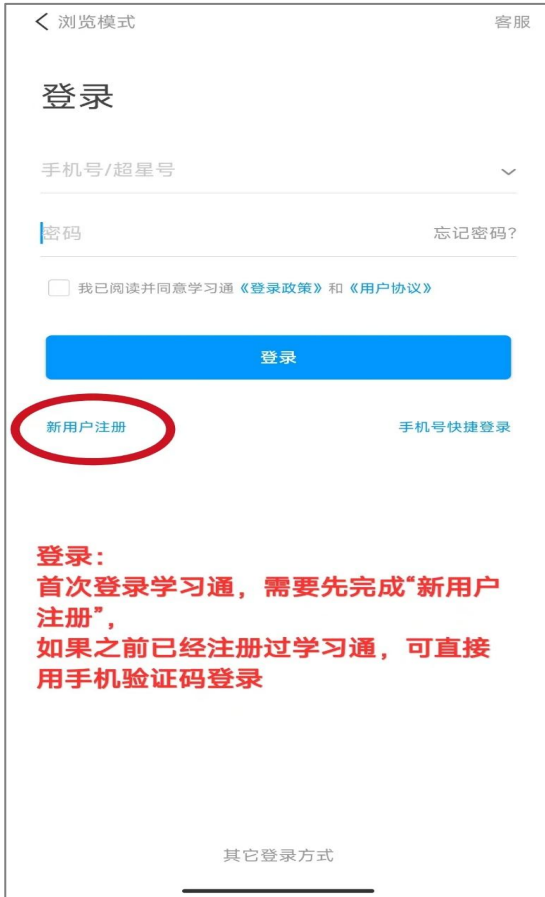 浏览模式
客服
登录
手机号/超星号
密码
忘记密码?
我已阅读并同意学习通《登录政策》和《用户协议》
登录
新用户注册
手机号快捷登录
登录：
首次登录学习通，需要先完成“新用户
注册”，
如果之前已经注册过学习通，可直接
用手机验证码登录
其它登录方式